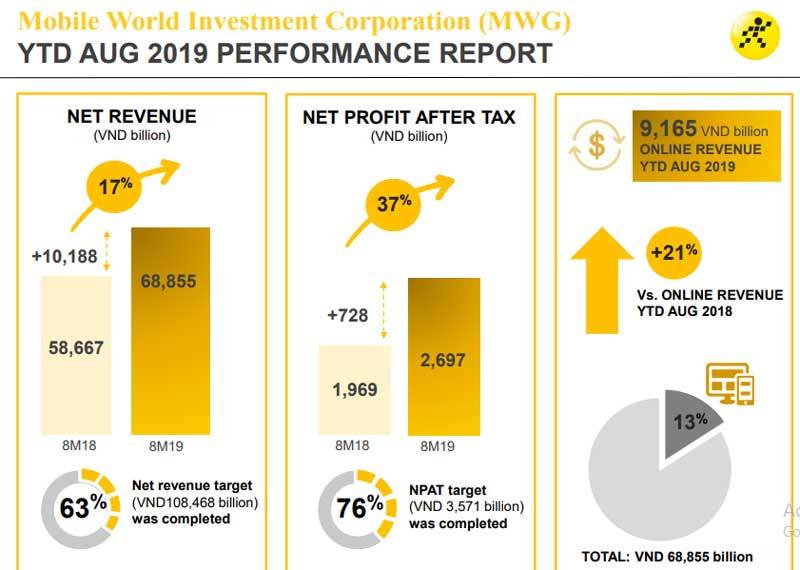 Mobile World Investment Corporation (MWG)
YTD AUG 2019 PERFORMANCE REPORT
NET REVENUE
(VND billion)
17%
+10,188
68,855
58,667
8M18
8M19
63%
Net revenue target
(VND108,468 billion)
was completed
NET PROFIT AFTER TAX
(VND billion)
37%
+728
2,697
1,969
8M18
8M19
76%
NPAT target
(VND 3,571 billion)
was completed
$
9,165 VND billion
ONLINE REVENUE
YTD AUG 2019
+21%
Vs. ONLINE REVENUE
YTD AUG 2018
13%
TOTAL: VND 68,855 billion